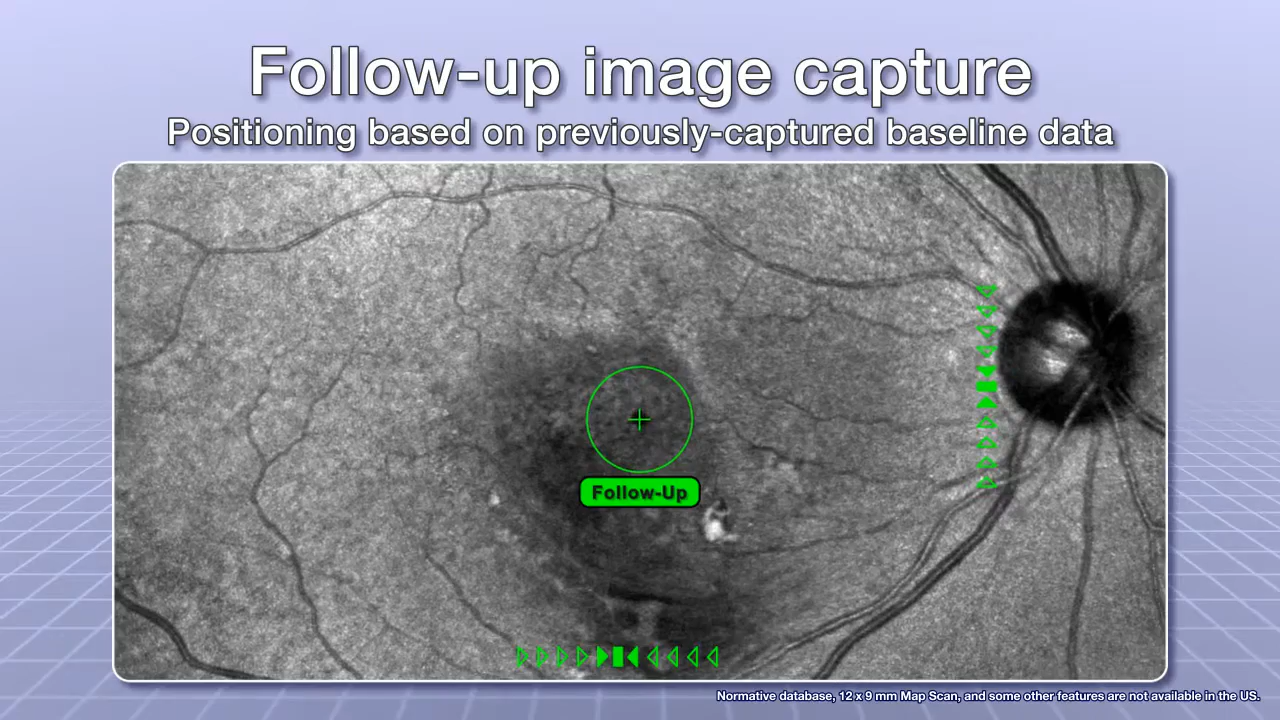 Follow-up image capture
Positioning based on previously-captured baseline data
Follow-Up
Normative database, 12 x 9 mm Map Scan, and some other features are not available in the US.